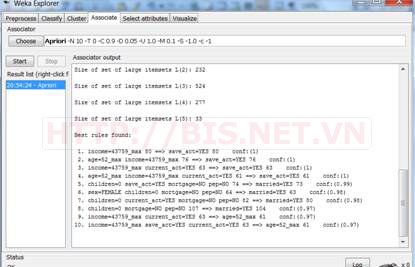 Weka Explorer
Preprocess Classify Cluster Associate Select attributes Visualize
Associator
Choose Apriori -N 10 -T 0 -C 0.9 -D 0.05 -U 1.0 -M 0.1 -S -1.0 -c -1
Start Stop
Associator output
Result list (right-click f
20:54:24 - Apriori
Size of set of large itemsets L(2): 232
Size of set of large itemsets L(3): 524
Size of set of large itemsets L(4): 277
Size of set of large itemsets L(5): 33
Best rules found:
1. income=43759_max 80 ==> save_act=YES 80 conf:(1)
2. age=52_max income=43759_max 76 ==> save_act=YES 76 conf:(1)
3. income=43759_max current_act=YES 63 ==> save_act=YES 63 conf:(1)
4. age=52_max income=43759_max current_act=YES 61 ==> save_act=YES 61 conf:(1)
5. children=0 save_act=YES mortgage=NO pep=NO 74 ==> married=YES 73 conf:(0.99)
6. sex=FEMALE children=0 mortgage=NO pep=NO 64 ==> married=YES 63 conf:(0.98)
7. children=0 current_act=YES mortgage=NO pep=NO 82 ==> married=YES 80 conf:(0.98)
8. children=0 mortgage=NO pep=NO 107 ==> married=YES 104 conf:(0.97)
9. income=43759_max current_act=YES 63 ==> age=52_max 61 conf:(0.97)
10. income=43759_max save_act=YES current_act=YES 63 ==> age=52_max 61 conf:(0.97)
HTTP://BIS.NET.VN
Status
OK
Log
x 0